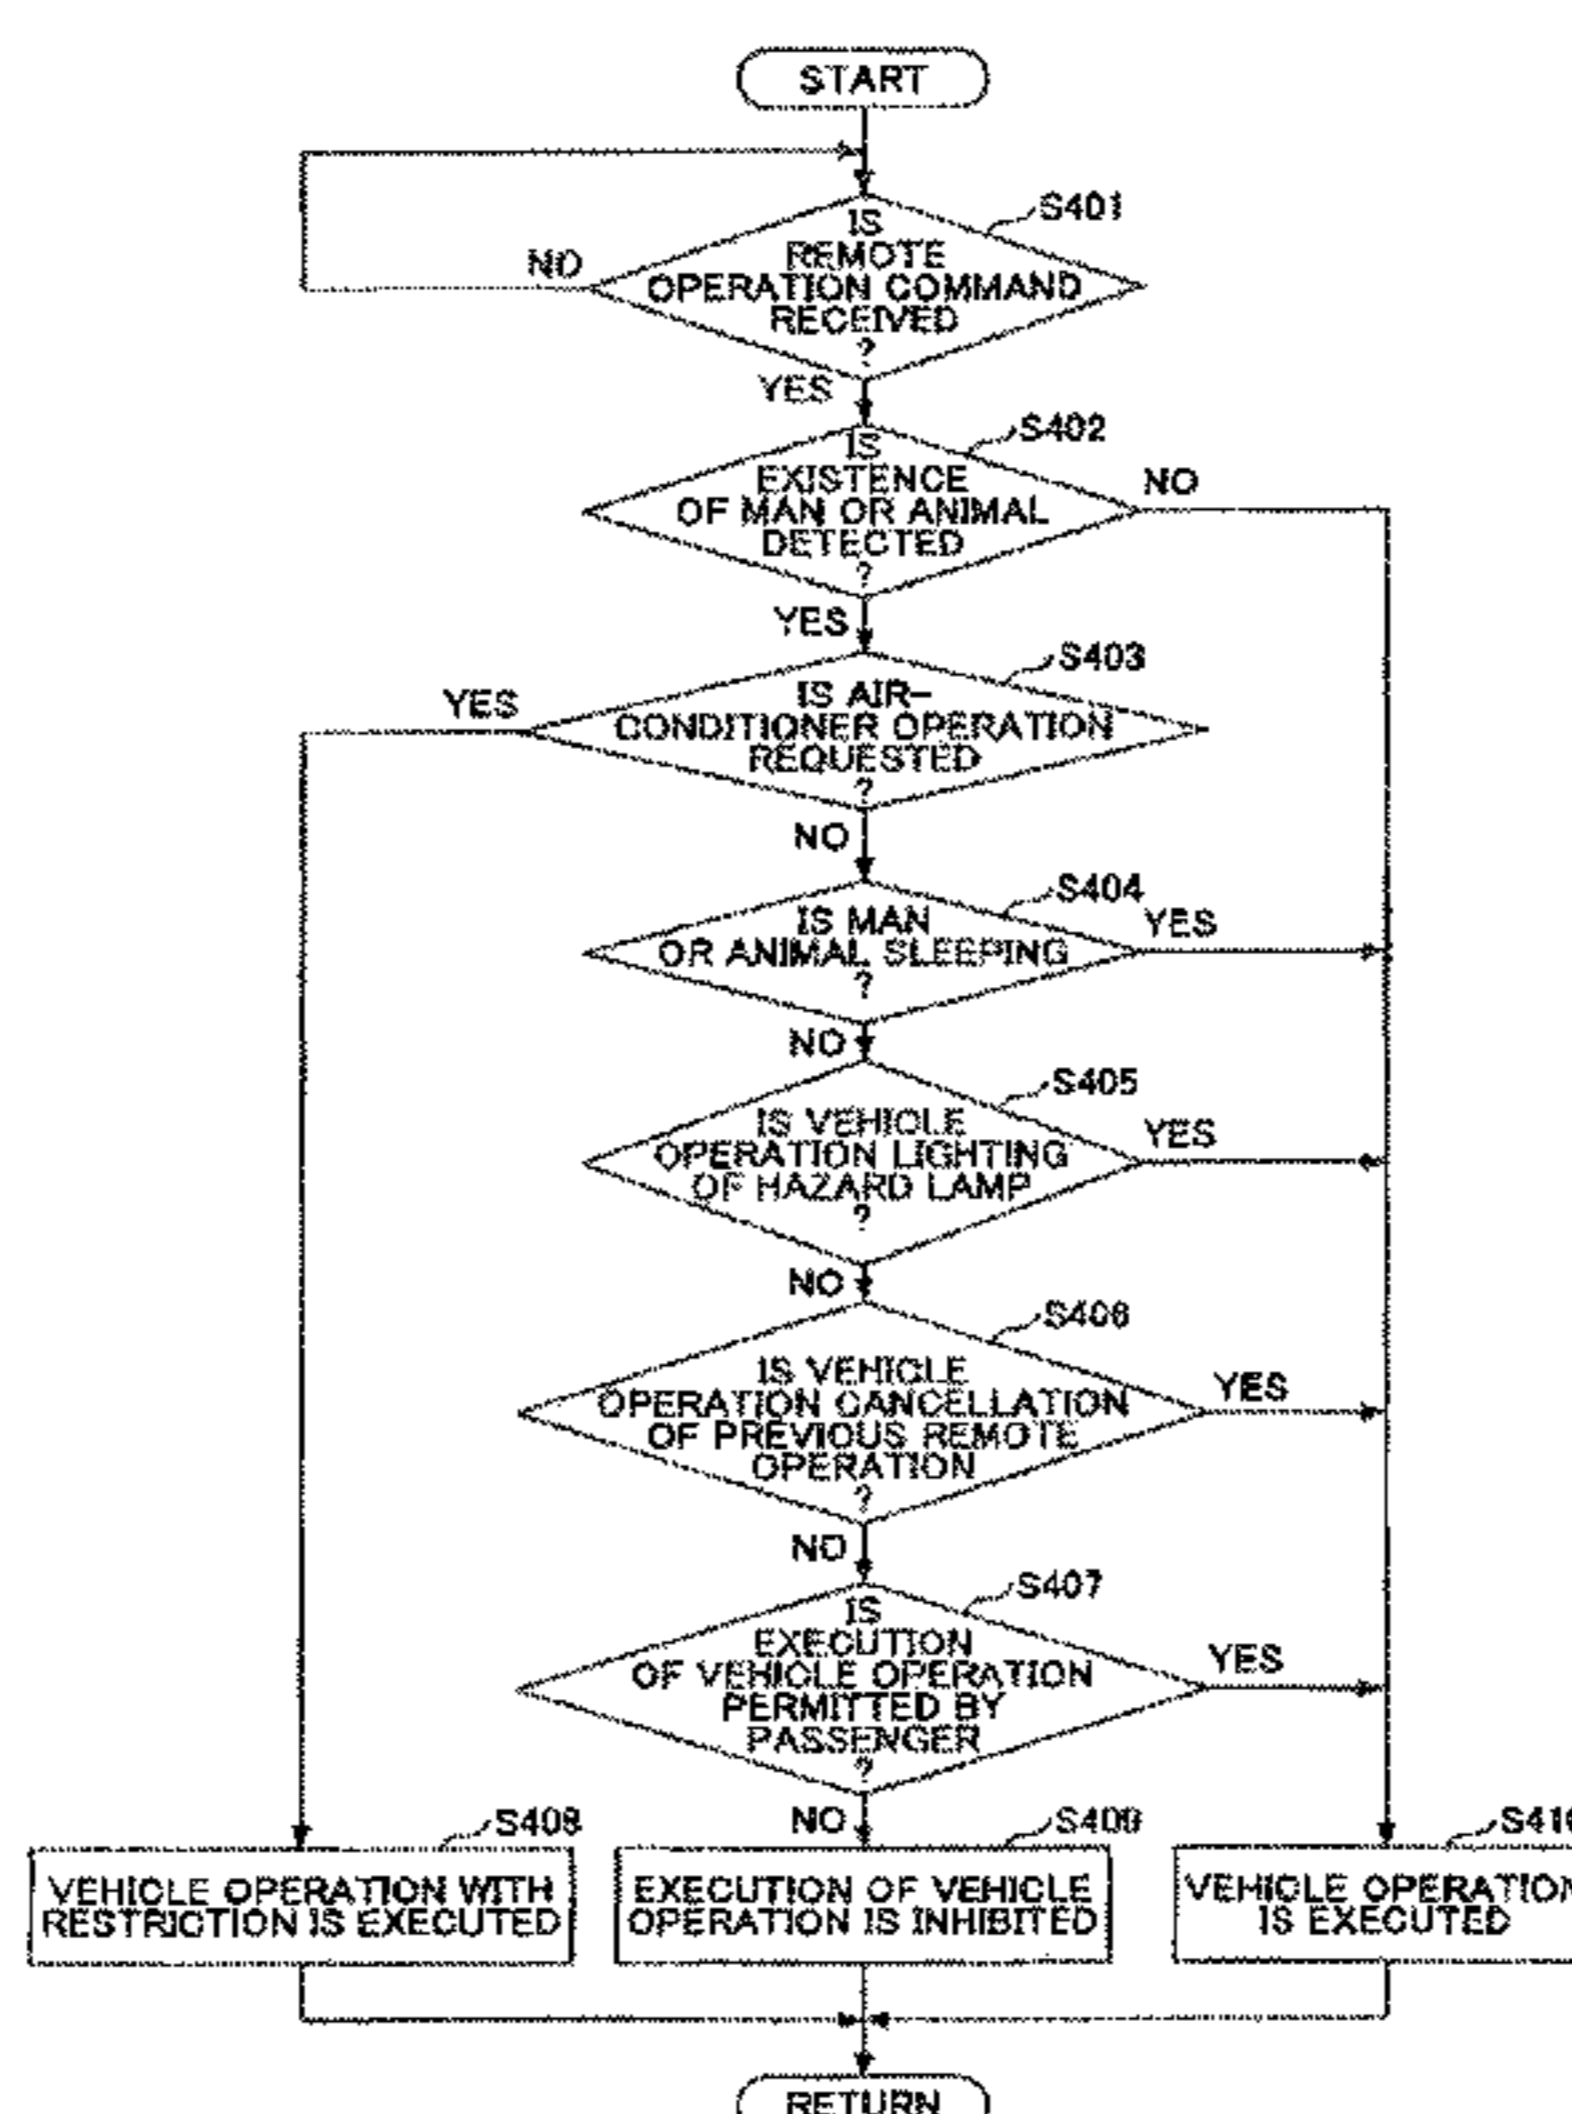 START
S401
IS
REMOTE
OPERATION COMMAND
RECEIVED
?
NO
YES
S402
IS
EXISTENCE
OF MAN OR ANIMAL
DETECTED
?
NO
YES
S403
IS AIR-
CONDITIONER OPERATION
REQUESTED
?
YES
NO
S404
IS MAN
OR ANIMAL SLEEPING
?
YES
NO
S405
IS VEHICLE
OPERATION LIGHTING
OF HAZARD LAMP
?
YES
NO
S406
IS VEHICLE
OPERATION CANCELLATION
OF PREVIOUS REMOTE
OPERATION
?
YES
NO
S407
IS
EXECUTION
OF VEHICLE OPERATION
PERMITTED BY
PASSENGER
?
YES
NO
S408
VEHICLE OPERATION WITH
RESTRICTION IS EXECUTED
S409
EXECUTION OF VEHICLE
OPERATION IS INHIBITED
S410
VEHICLE OPERATION
IS EXECUTED
RETURN